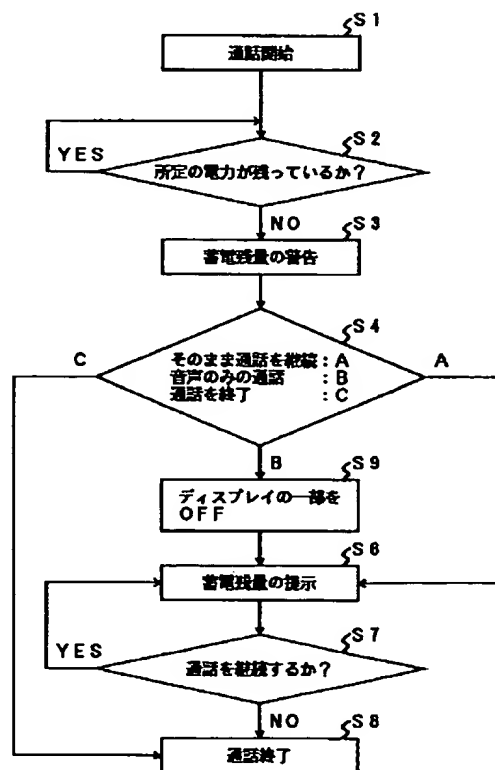 S1
通話開始
S2
YES
所定の電力が残っているか?
NO
S3
蓄電残量の警告
S4
C
そのまま通話を継続:A
A
音声のみの通話 :B
通話を終了 :C
B
S9
ディスプレイの一部を
OFF
S6
蓄電残量の提示
S7
YES
通話を継続するか?
NO
S8
通話終了